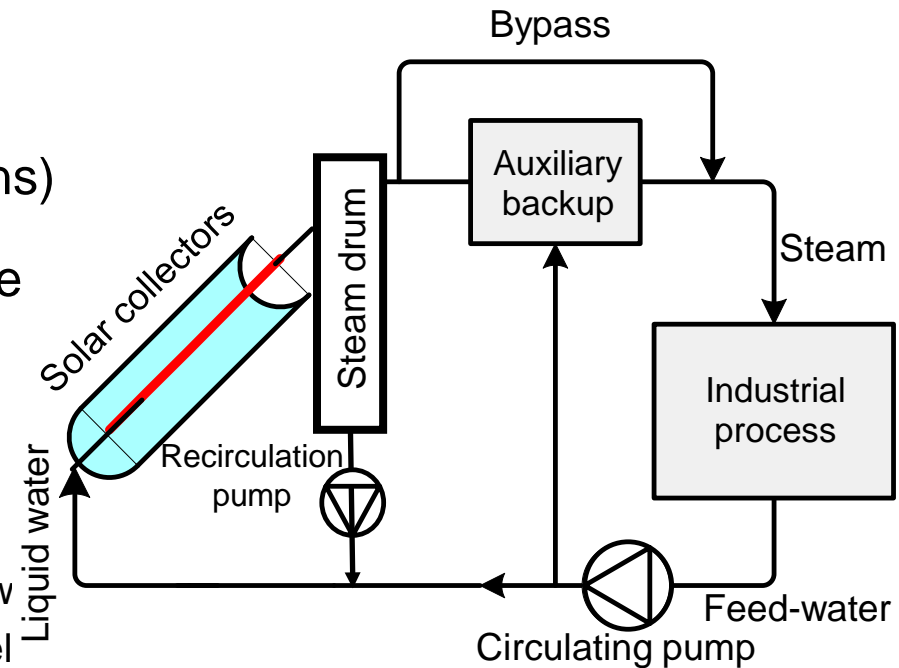 Bypass
ns)
e
Auxiliary
backup
Solar collectors
Steam drum
Steam
Industrial
process
Recirculation
pump
Liquid water
w
el
Feed-water
Circulating pump